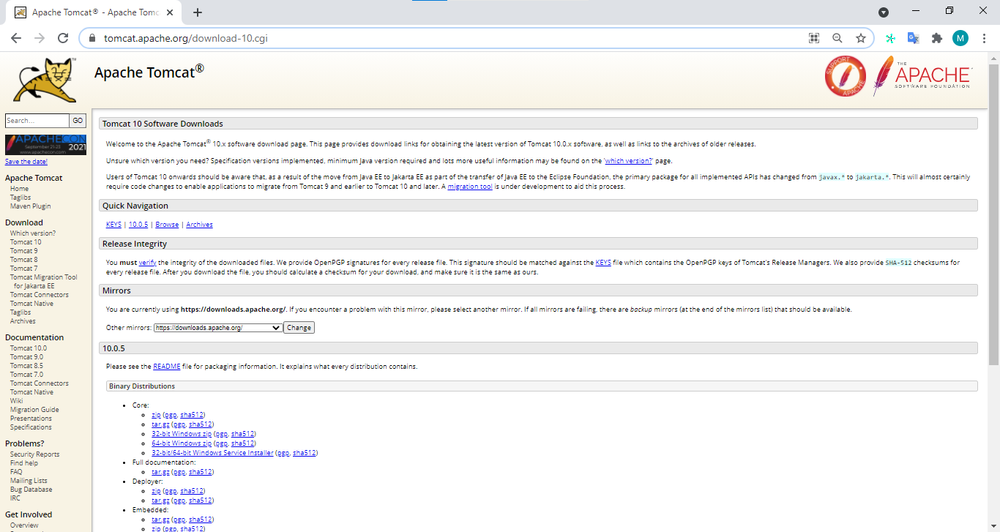 Apache Tomcat® - Apache Tomc
tomcat.apache.org/download-10.cgi
M
Apache Tomcat®
SUPPORT APACHE
THE
APACHE
SOFTWARE FOUNDATION
Search...
GO
APACHECON
September 21-23
2021
www.apachecon.com
Save the date!
Apache Tomcat
Home
Taglibs
Maven Plugin
Download
Which version?
Tomcat 10
Tomcat 9
Tomcat 8
Tomcat 7
Tomcat Migration Tool
for Jakarta EE
Tomcat Connectors
Tomcat Native
Taglibs
Archives
Documentation
Tomcat 10.0
Tomcat 9.0
Tomcat 8.5
Tomcat 7.0
Tomcat Connectors
Tomcat Native
Wiki
Migration Guide
Presentations
Specifications
Problems?
Security Reports
Find help
FAQ
Mailing Lists
Bug Database
IRC
Get Involved
Overview
Tomcat 10 Software Downloads
Welcome to the Apache Tomcat® 10.x software download page. This page provides download links for obtaining the latest version of Tomcat 10.0.x software, as well as links to the archives of older releases.
Unsure which version you need? Specification versions implemented, minimum Java version required and lots more useful information may be found on the 'which version?' page.
Users of Tomcat 10 onwards should be aware that, as a result of the move from Java EE to Jakarta EE as part of the transfer of Java EE to the Eclipse Foundation, the primary package for all implemented APIs has changed from javax.* to jakarta.*. This will almost certainly
require code changes to enable applications to migrate from Tomcat 9 and earlier to Tomcat 10 and later. A migration tool is under development to aid this process.
Quick Navigation
KEYS | 10.0.5 | Browse | Archives
Release Integrity
You must verify the integrity of the downloaded files. We provide OpenPGP signatures for every release file. This signature should be matched against the KEYS file which contains the OpenPGP keys of Tomcat's Release Managers. We also provide SHA-512 checksums for
every release file. After you download the file, you should calculate a checksum for your download, and make sure it is the same as ours.
Mirrors
You are currently using https://downloads.apache.org/. If you encounter a problem with this mirror, please select another mirror. If all mirrors are failing, there are backup mirrors (at the end of the mirrors list) that should be available.
Other mirrors: https://downloads.apache.org/ Change
10.0.5
Please see the README file for packaging information. It explains what every distribution contains.
Binary Distributions
Core:
zip (pgp, sha512)
tar.gz (pgp, sha512)
32-bit Windows zip (pgp, sha512)
64-bit Windows zip (pgp, sha512)
32-bit/64-bit Windows Service Installer (pgp, sha512)
Full documentation:
tar.gz (pgp, sha512)
Deployer:
zip (pgp, sha512)
tar.gz (pgp, sha512)
Embedded:
tar.gz (pgp, sha512)
zip (pgp, sha512)